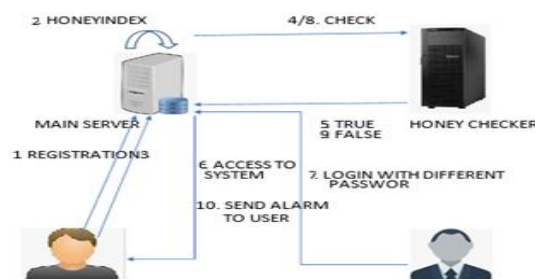 2. HONEYINDEX
4/8. CHECK
MAIN SERVER
5 TRUE
9 FALSE
HONEY CHECKER
1 REGISTRATION3
6 ACCESS TO
SYSTEM
7. LOGIN WITH DIFFERENT
PASSWOR
10. SEND ALARM
TO USER